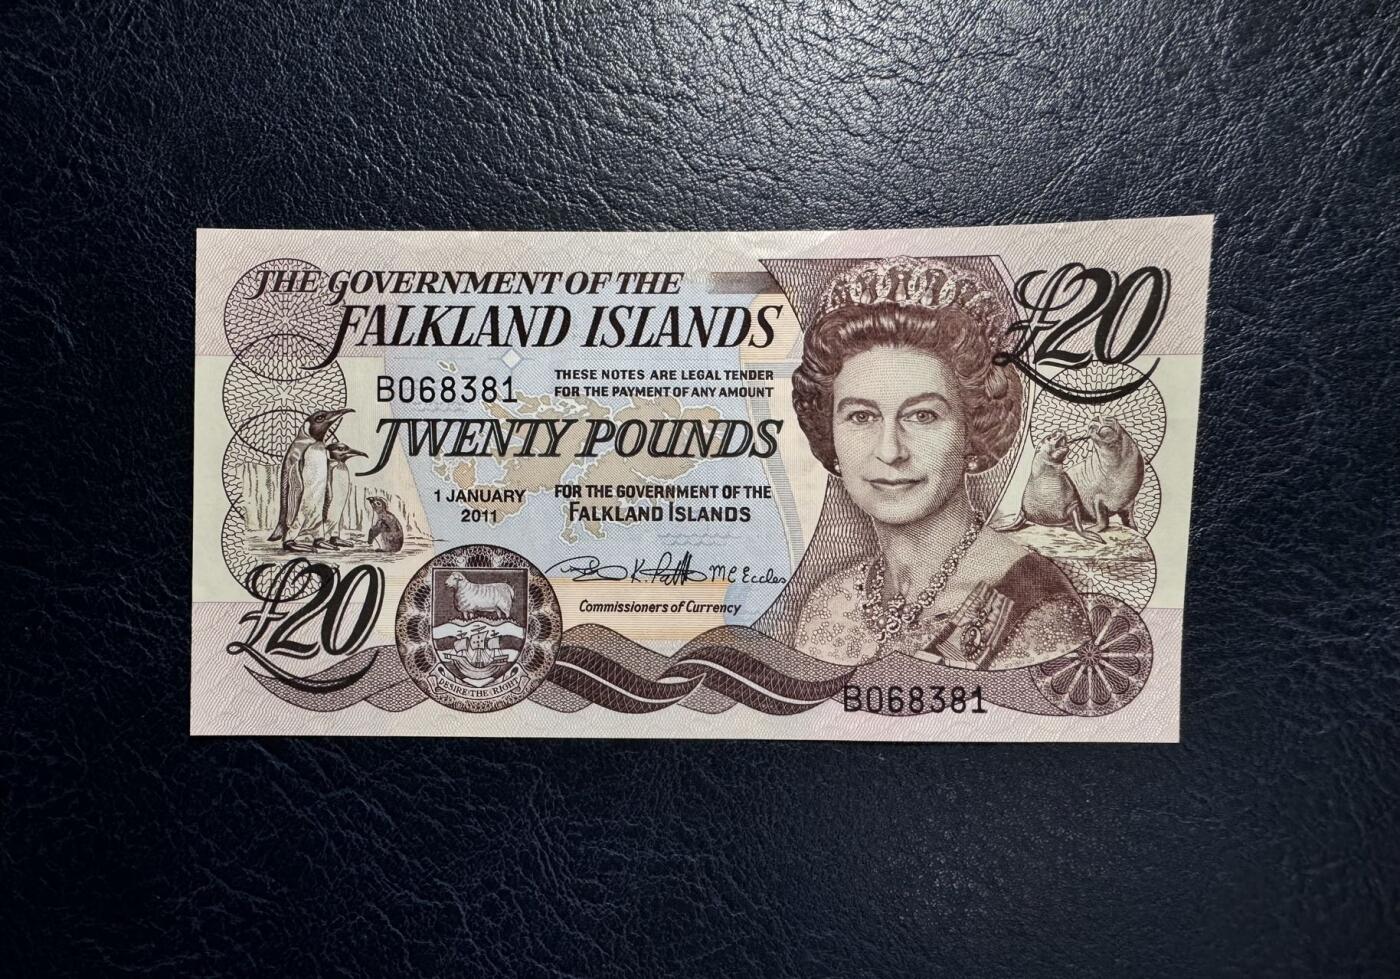 THE GOVERNMENT OF THE
FALKLAND ISLANDS
£20
B068381
THESE NOTES ARE LEGAL TENDER
FOR THE PAYMENT OF ANY AMOUNT
TWENTY POUNDS
1 JANUARY
2011
FOR THE GOVERNMENT OF THE
FALKLAND ISLANDS
MC Eccles
Commissioners of Currency
£20
DESIRE THE RIGHT
B068381